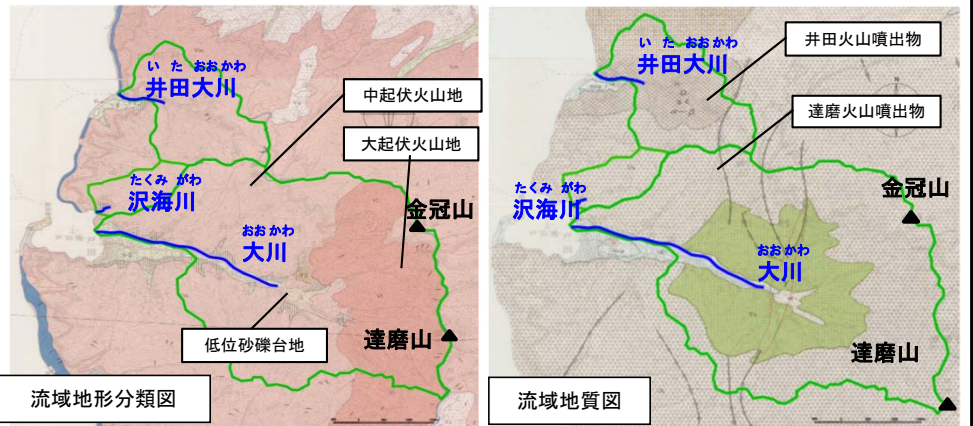 いたおおかわ
井田大川
中起伏火山地
大起伏火山地
たくみがわ
沢海川
金冠山
おおかわ
大川
達磨山
低位砂礫台地
流域地形分類図
いたおおかわ
井田大川
井田火山噴出物
達磨火山噴出物
たくみがわ
沢海川
金冠山
おおかわ
大川
達磨山
流域地質図